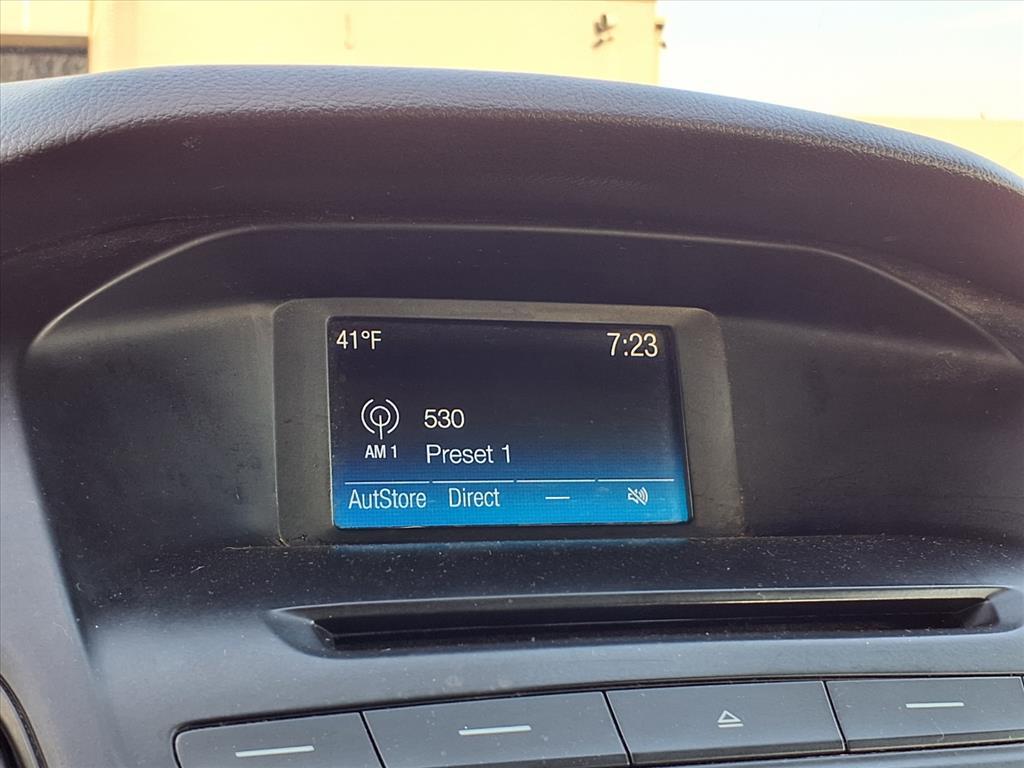 41°F 7:23
530
AM 1 Preset 1
AutStore Direct —